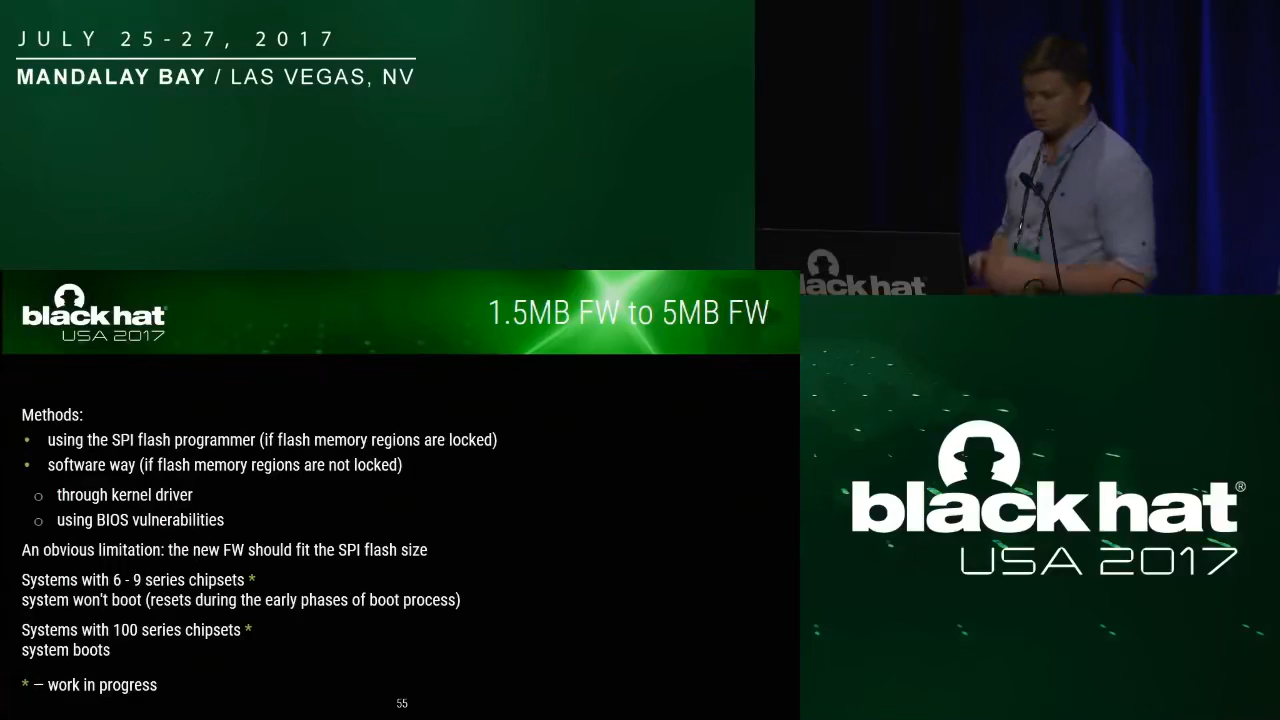 JULY 25-27, 2017
MANDALAY BAY / LAS VEGAS, NV
black hat
black hat
USA 2017
1.5MB FW to 5MB FW
Methods:
• using the SPI flash programmer (if flash memory regions are locked)
• software way (if flash memory regions are not locked)
o through kernel driver
o using BIOS vulnerabilities
An obvious limitation: the new FW should fit the SPI flash size
Systems with 6 - 9 series chipsets *
system won't boot (resets during the early phases of boot process)
Systems with 100 series chipsets *
system boots
* – work in progress
55
black hat®
USA 2017